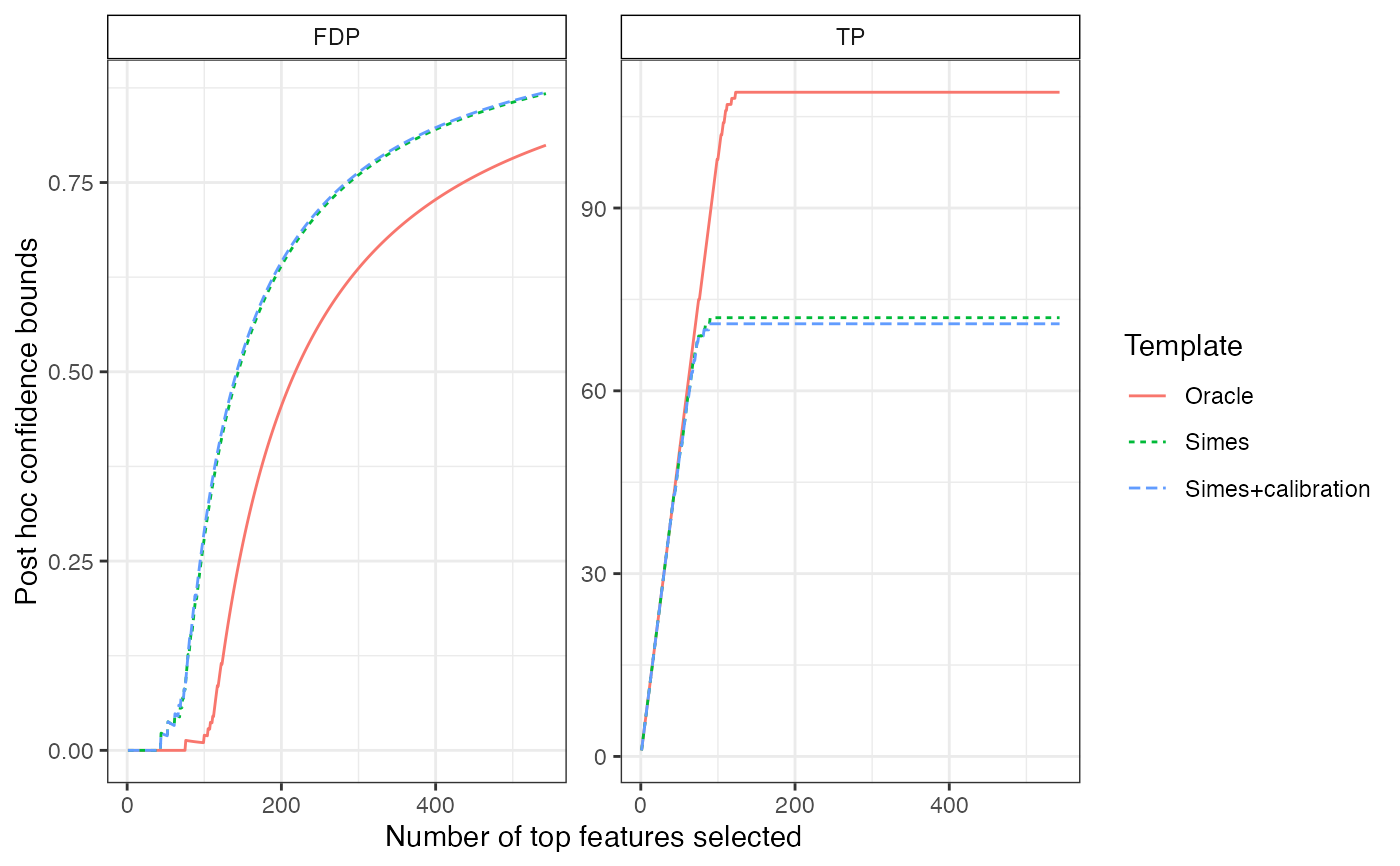 FDP
TP
Post hoc confidence bounds
0.75
0.50
0.25
0.00
90
60
30
0
0
200
400
0
200
400
Number of top features selected
Template
Oracle
Simes
Simes+calibration